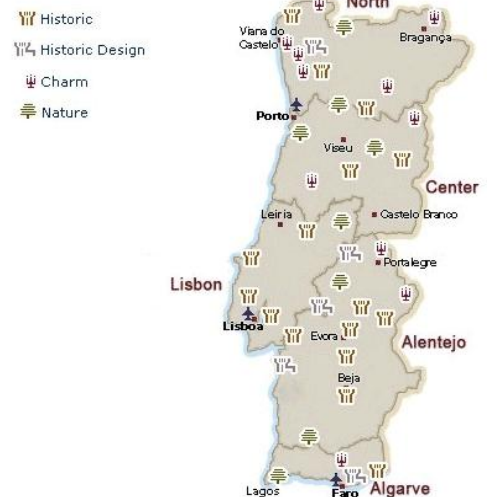 Historic
Historic Design
Charm
Nature
North
Viana do
Castelo
Bragança
Porto
Viseu
Center
Leiria
Castelo Branco
Portalegre
Lisbon
Lisboa
Evora
Alentejo
Beja
Lagos
Faro
Algarve